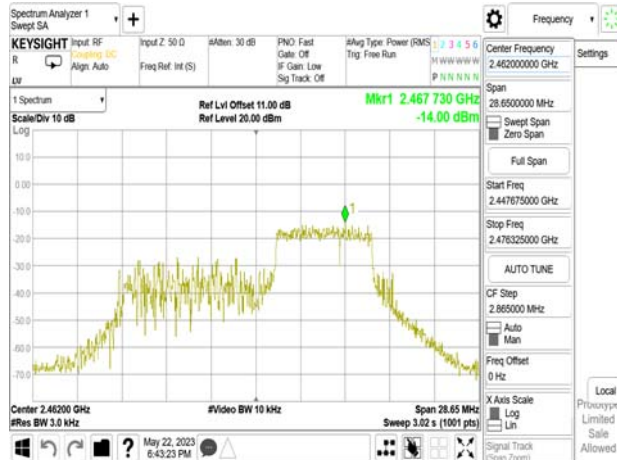 Spectrum Analyzer 1
Swept SA
+
Frequency
KEYSIGHT
R
Input: RF
Coupling: DC
Align: Auto
Input Z: 50 Ω
Freq Ref: Int (S)
#Atten: 30 dB
PNO: Fast
Gate: Off
IF Gain: Low
Sig Track: Off
#Avg Type: Power (RMS
Trig: Free Run
1 2 3 4 5 6
M W W W W W
P N N N N N
1 Spectrum
Scale/Div 10 dB
Log
Ref Lvl Offset 11.00 dB
Ref Level 20.00 dBm
Mkr1 2.467 730 GHz
-14.00 dBm
10.0
0.00
-10.0
-20.0
-30.0
-40.0
-50.0
-60.0
-70.0
1
Center 2.46200 GHz
#Res BW 3.0 kHz
#Video BW 10 kHz
Span 28.65 MHz
Sweep 3.02 s (1001 pts)
May 22, 2023
6:43:23 PM
?
Center Frequency
2.462000000 GHz
Span
28.6500000 MHz
Swept Span
Zero Span
Full Span
Start Freq
2.447675000 GHz
Stop Freq
2.476325000 GHz
AUTO TUNE
CF Step
2.865000 MHz
Auto
Man
Freq Offset
0 Hz
X Axis Scale
Log
Lin
Signal Track
(Span Zoom)
Settings
Local
Prototype
Limited
Sale
Allowed